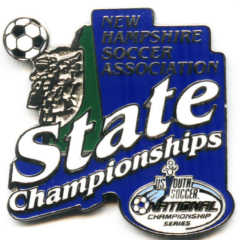 NEW
HAMPSHIRE
SOCCER
ASSOCIATION
State
Championships
US YOUTH
SOCCER
NATIONAL
CHAMPIONSHIP
SERIES